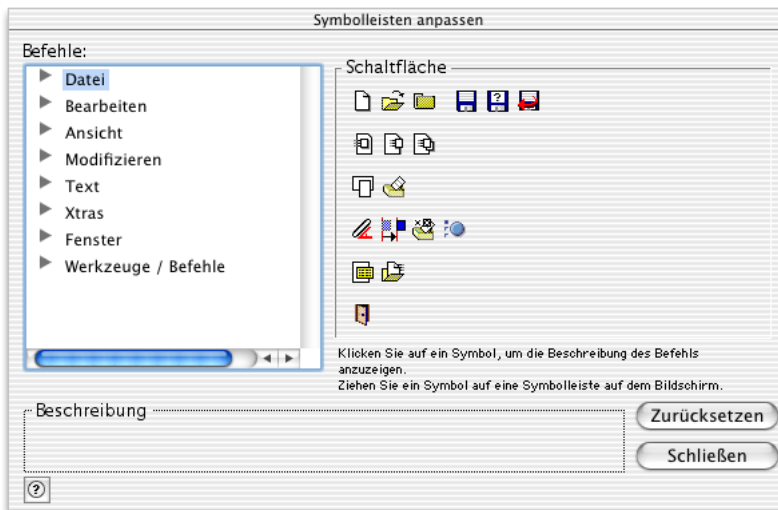 Symbolleisten anpassen
Befehle:
Datei
Bearbeiten
Ansicht
Modifizieren
Text
Xtras
Fenster
Werkzeuge / Befehle
Schaltfläche
Klicken Sie auf ein Symbol, um die Beschreibung des Befehls
anzuzeigen.
Ziehen Sie ein Symbol auf eine Symbolleiste auf dem Bildschirm.
Beschreibung
Zurücksetzen
Schließen
?